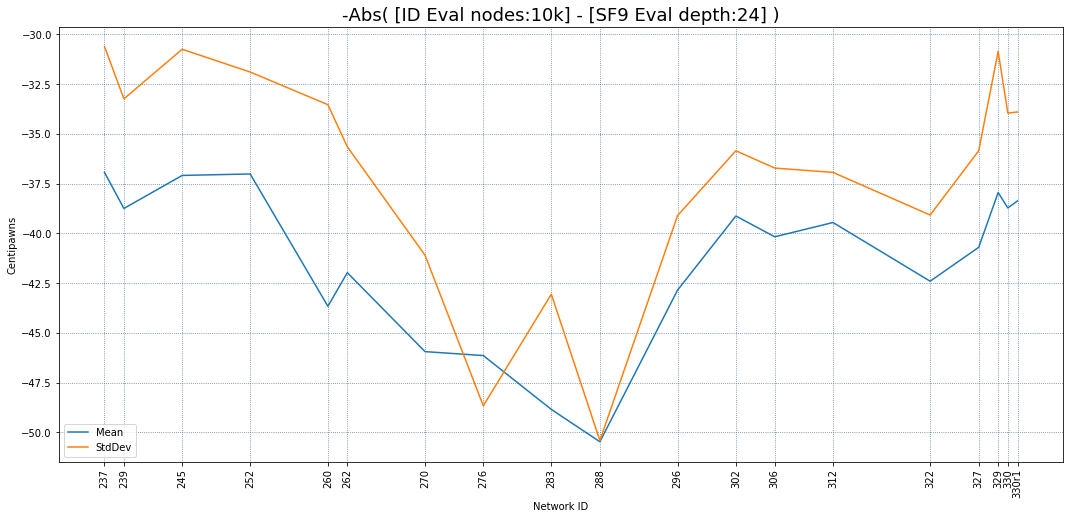 -Abs( [ID Eval nodes:10k] - [SF9 Eval depth:24] )
−30.0
−32.5
−35.0
−37.5
−40.0
−42.5
−45.0
−47.5
−50.0
Centipawns
Mean
StdDev
237 239 245 252 260 262 270 276 283 288 296 302 306 312 322 327 329 330 330r1
Network ID